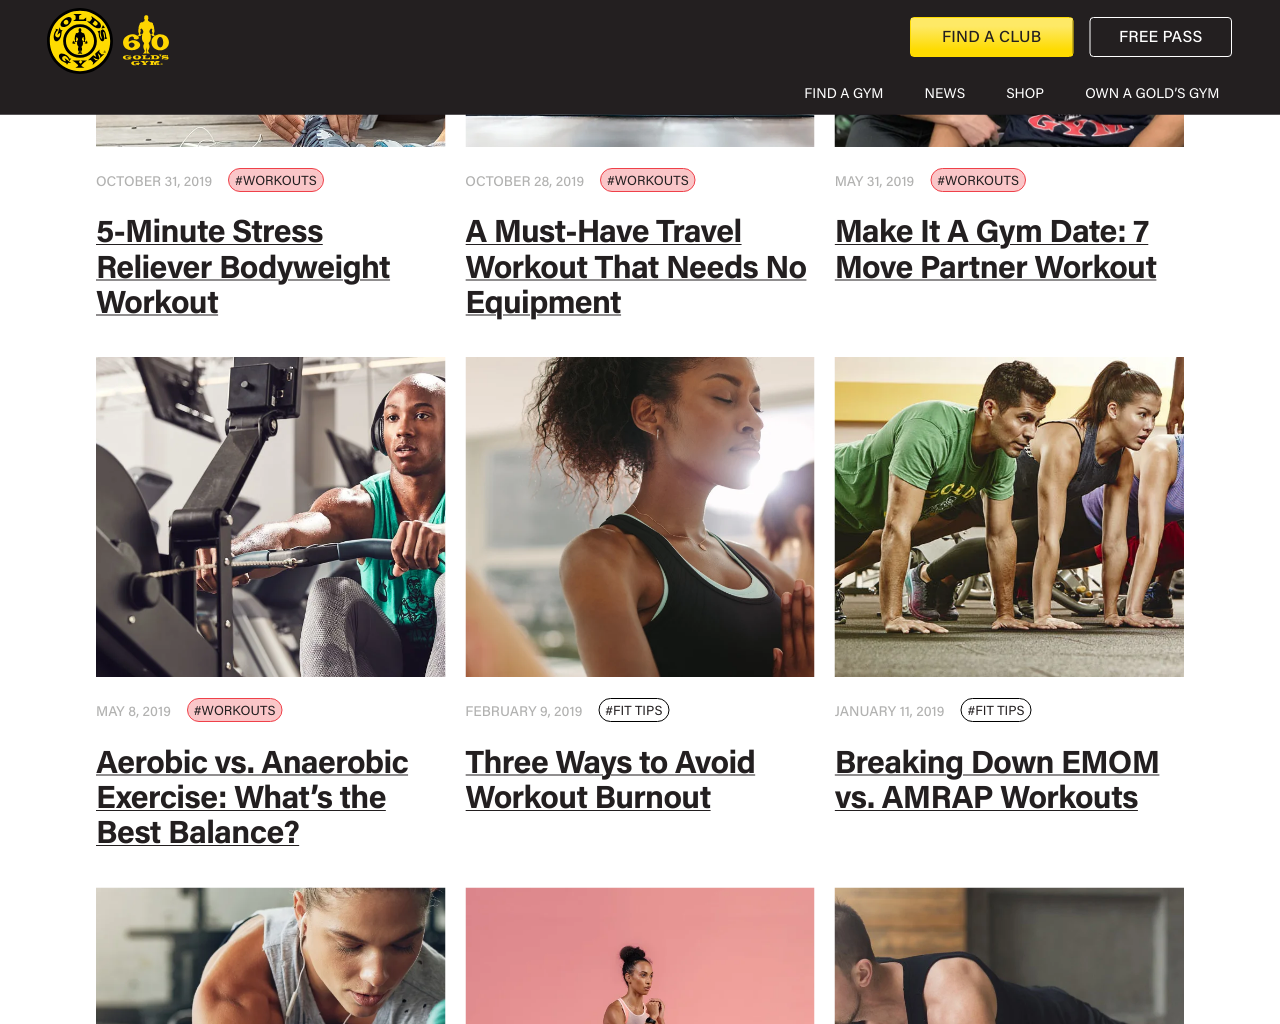 GOLD'S
GYM
60
GOLD'S
GYM
FIND A CLUB
FREE PASS
FIND A GYM
NEWS
SHOP
OWN A GOLD'S GYM
GYM
OCTOBER 31, 2019
#WORKOUTS
5-Minute Stress
Reliever Bodyweight
Workout
OCTOBER 28, 2019
#WORKOUTS
A Must-Have Travel
Workout That Needs No
Equipment
MAY 31, 2019
#WORKOUTS
Make It A Gym Date: 7
Move Partner Workout
GOLD'S
MAY 8, 2019
#WORKOUTS
Aerobic vs. Anaerobic
Exercise: What’s the
Best Balance?
FEBRUARY 9, 2019
#FIT TIPS
Three Ways to Avoid
Workout Burnout
JANUARY 11, 2019
#FIT TIPS
Breaking Down EMOM
vs. AMRAP Workouts